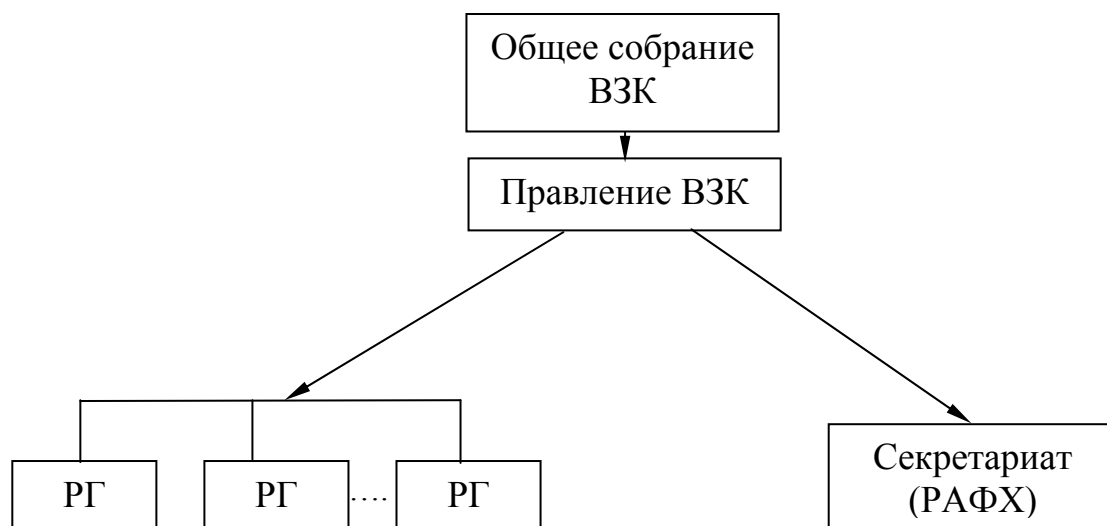 Общее собрание
ВЗК
Правление ВЗК
РГ
РГ
....
РГ
Секретариат
(РАФХ)